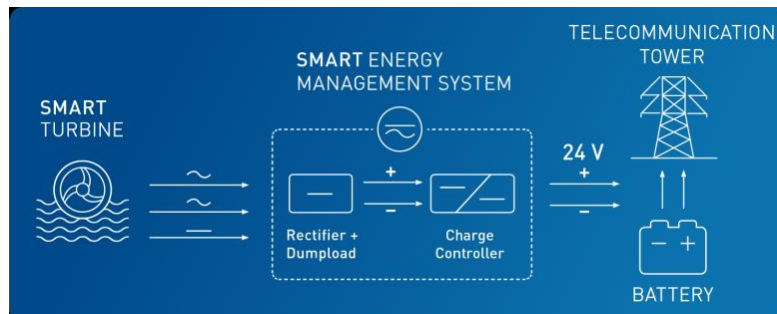 SMART
TURBINE
SMART ENERGY
MANAGEMENT SYSTEM
Rectifier +
Dumpload
+
−
Charge
Controller
24 V
+
−
TELECOMMUNICATION
TOWER
− +
BATTERY